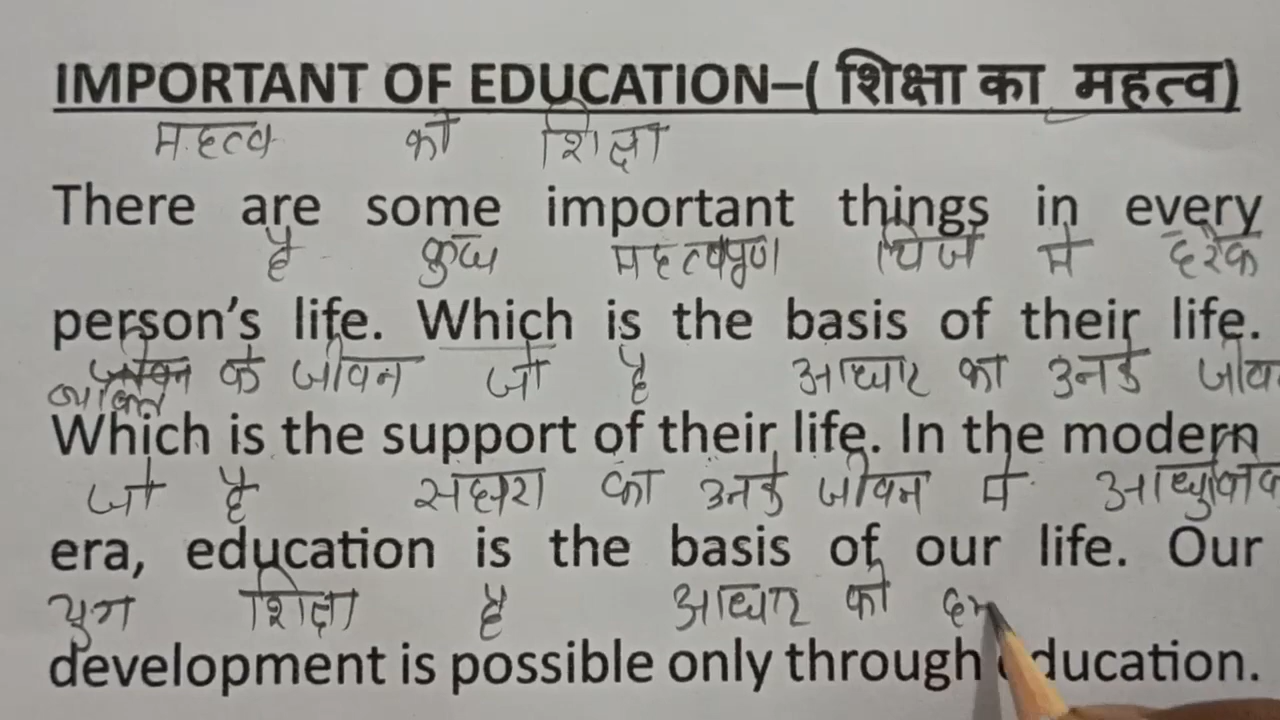 IMPORTANT OF EDUCATION–( शिक्षा का महत्व)
महत्व को शिक्षा
There are some important things in every
है कुछ महत्वपूर्ण चिज में हरेक
person's life. Which is the basis of their life.
व्यक्ति के जीवन जो है आधार का उनके
Which is the support of their life. In the modern
जो है सहारा का उनके जीवन में
era, education is the basis of our life. Our
युग शिक्षा है आधार की
development is possible only through education.